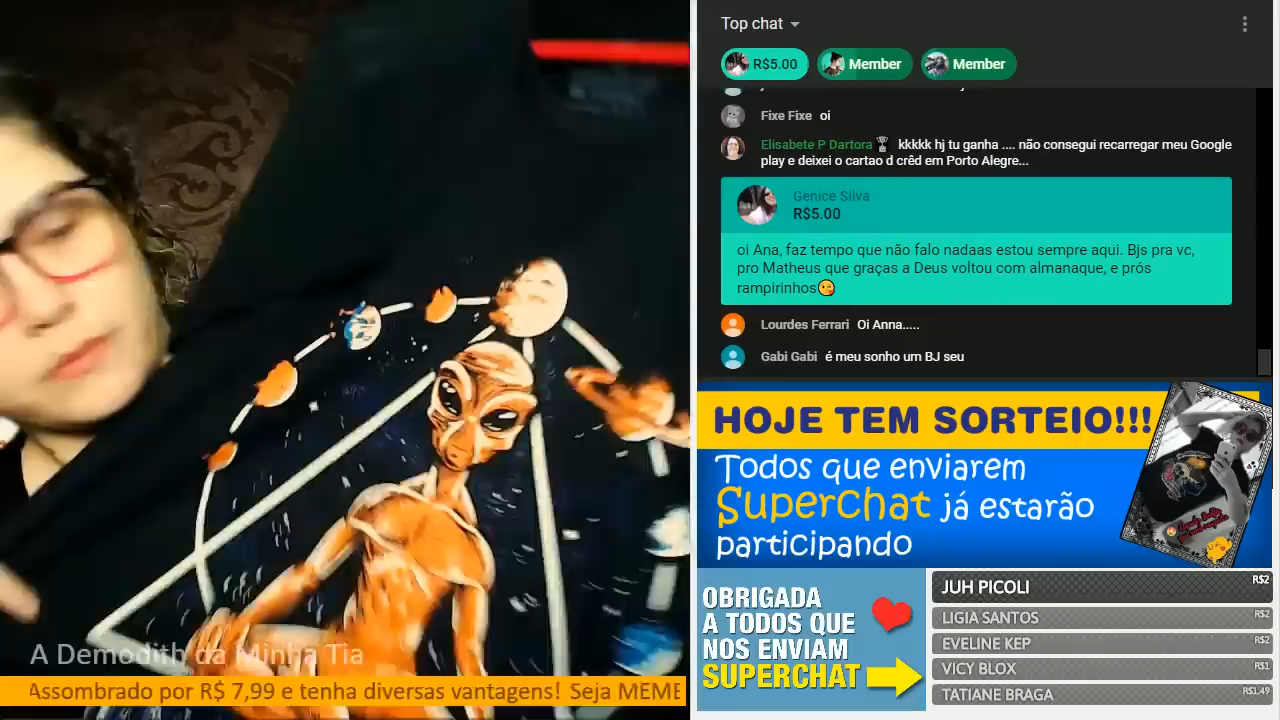 Top chat
R$5.00
Member
Member
Fixe Fixe oi
Elisabete P Dartora kkkkk hj tu ganha .... não consegui recarregar meu Google
play e deixei o cartao d crêd em Porto Alegre...
Genice Silva
R$5.00
oi Ana, faz tempo que não falo nadaas estou sempre aqui. Bjs pra vc,
pro Matheus que graças a Deus voltou com almanaque, e prós
rampirinhos😘
Lourdes Ferrari Oi Anna.....
Gabi Gabi é meu sonho um BJ seu
HOJE TEM SORTEIO!!!
Todos que enviarem
Superchat já estarão
participando
OBRIGADA
A TODOS QUE
NOS ENVIAM
SUPERCHAT
JUH PICOLI R$2
LIGIA SANTOS R$2
EVELINE KEP R$2
VICY BLOX R$1
TATIANE BRAGA R$1.49
A Demodith da Minha Tia
Assombrado por R$ 7,99 e tenha diversas vantagens! Seja MEME